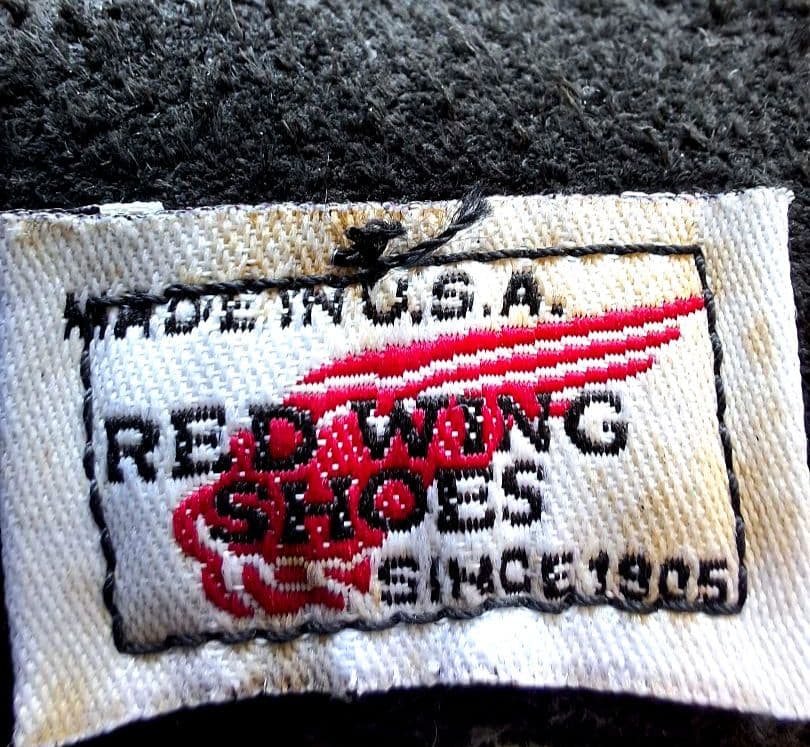 MADE IN U.S.A.
RED WING
SHOES
SINCE 1905